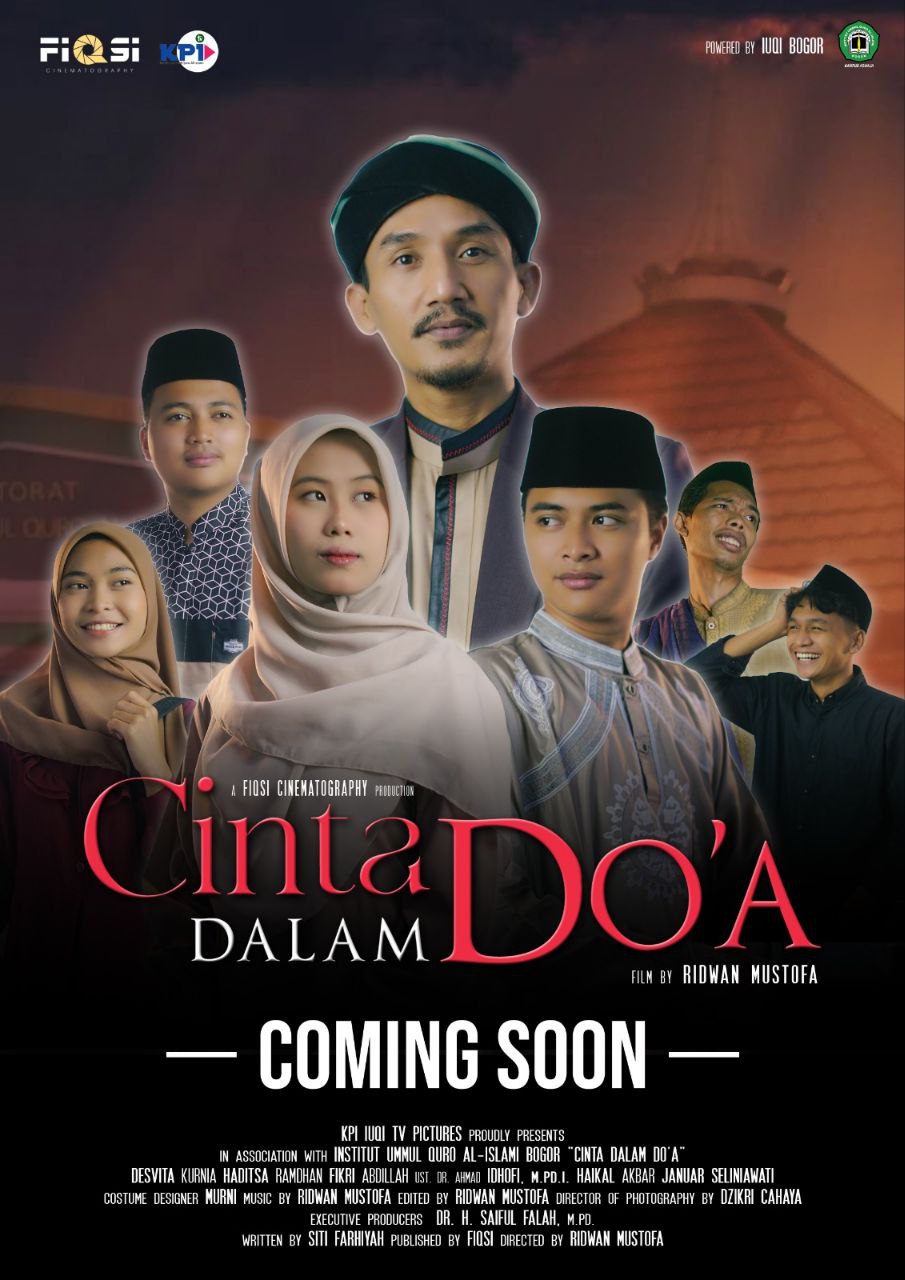 FiQSi
CINEMATOGRAPHY
KPI
POWERED BY IUQI BOGOR
TORAT
A FIQSI CINEMATOGRAPHY PRODUCTION
Cinta
DALAM
DO'A
FILM BY RIDWAN MUSTOFA
COMING SOON
KPI IUQI TV PICTURES PROUDLY PRESENTS
IN ASSOCIATION WITH INSTITUT UMMUL QURO AL-ISLAMI BOGOR "CINTA DALAM DO'A"
DESVITA KURNIA HADITSA RAMDHAN FIKRI ABDILLAH UST. DR. AHMAD IDHOFI, M.PD.I. HAIKAL AKBAR JANUAR SELINIAWATI
COSTUME DESIGNER MURNI MUSIC BY RIDWAN MUSTOFA EDITED BY RIDWAN MUSTOFA DIRECTOR OF PHOTOGRAPHY BY DZIKRI CAHAYA
EXECUTIVE PRODUCERS DR. H. SAIFUL FALAH, M.PD.
WRITTEN BY SITI FARHIYAH PUBLISHED BY FIQSI DIRECTED BY RIDWAN MUSTOFA